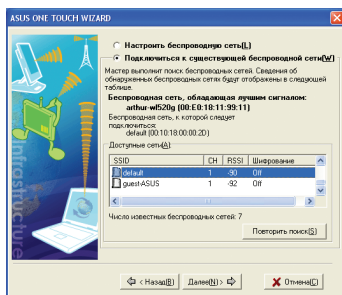 ASUS ONE TOUCH WIZARD
Настроить беспроводную сеть(L)
Подключиться к существующей беспроводной сети(W)
Мастер выполнит поиск беспроводных сетей. Сведения об
обнаруженных беспроводных сетях будут отображены в следующей
таблице.
Беспроводная сеть, обладающая лучшим сигналом:
arthur-wl520g (00:E0:18:11:99:11)
Беспроводная сеть, к которой следует
подключиться:
default (00:10:18:00:00:2D)
Доступные сети(A)
SSID CH RSSI Шифрование
default 1 -90 Off
guestASUS 1 -92 Off
Число известных беспроводных сетей: 7
Повторить поиск(S)
Infrastructure
< Назад(B) Далее(N) > Отмена(C)